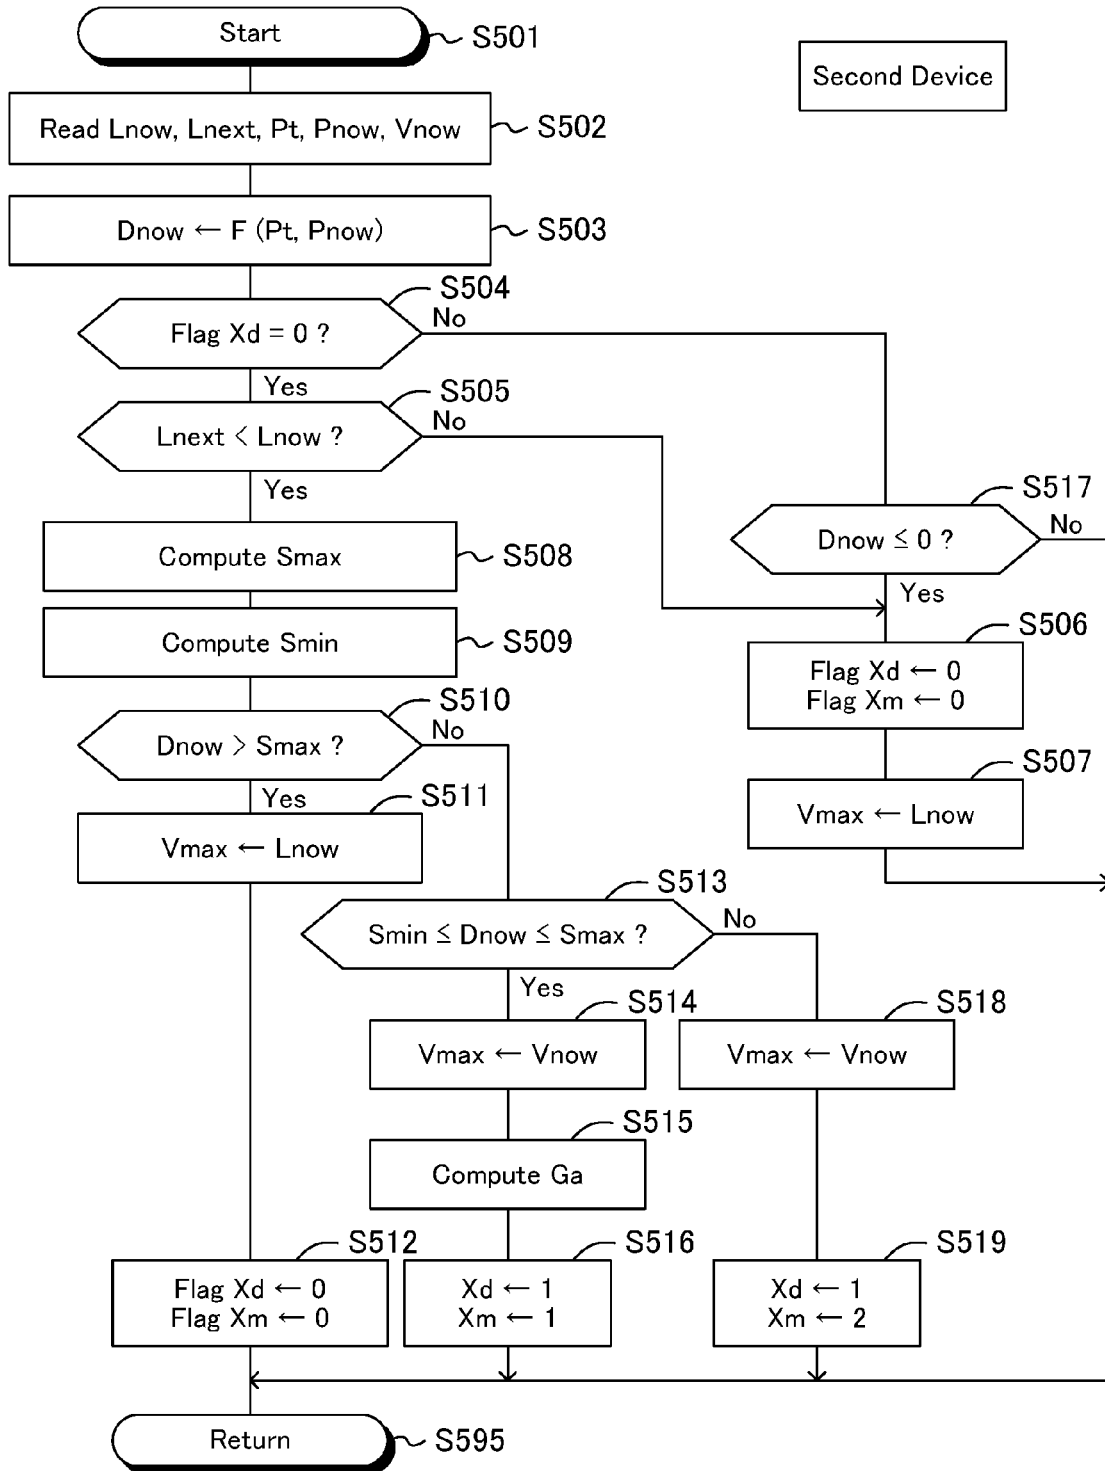 Start
S501
Second Device
Read Lnow, Lnext, Pt, Pnow, Vnow
S502
Dnow ← F (Pt, Pnow)
S503
S504
Flag Xd = 0 ?
No
Yes
S505
Lnext < Lnow ?
No
Yes
S517
Dnow ≤ 0 ?
No
Yes
Compute Smax
S508
Compute Smin
S509
S506
Flag Xd ← 0
Flag Xm ← 0
S510
Dnow > Smax ?
No
Yes
S507
Vmax ← Lnow
S511
Vmax ← Lnow
S513
Smin ≤ Dnow ≤ Smax ?
No
Yes
S514
Vmax ← Vnow
S518
Vmax ← Vnow
S515
Compute Ga
S512
Flag Xd ← 0
Flag Xm ← 0
S516
Xd ← 1
Xm ← 1
S519
Xd ← 1
Xm ← 2
Return
S595